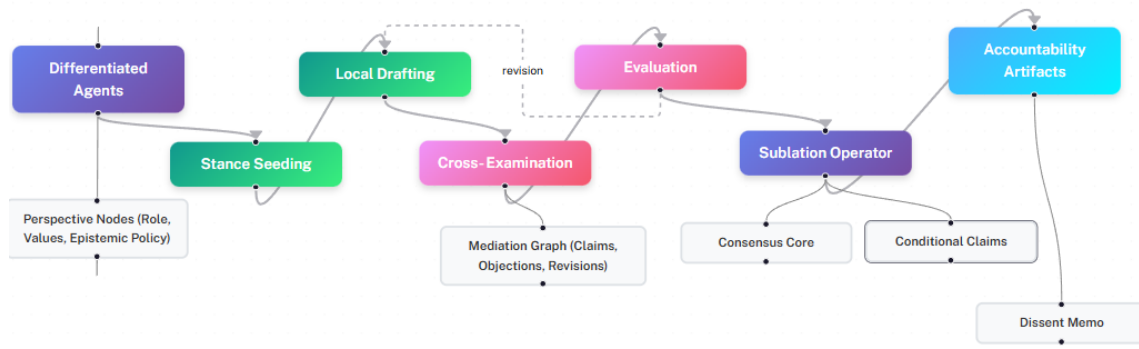 Differentiated
Agents
Stance Seeding
Perspective Nodes (Role,
Values, Epistemic Policy)
Local Drafting
revision
Cross-Examination
Mediation Graph (Claims,
Objections, Revisions)
Evaluation
Sublation Operator
Consensus Core
Conditional Claims
Accountability
Artifacts
Dissent Memo